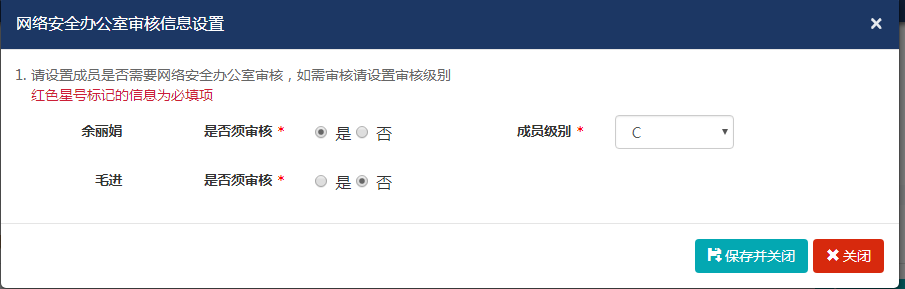 网络安全办公室审核信息设置
1. 请设置成员是否需要网络安全办公室审核，如需审核请设置审核级别
红色星号标记的信息为必填项
余丽娟 是否须审核 * 是 否 成员级别 * C
毛进 是否须审核 * 是 否
保存并关闭 关闭